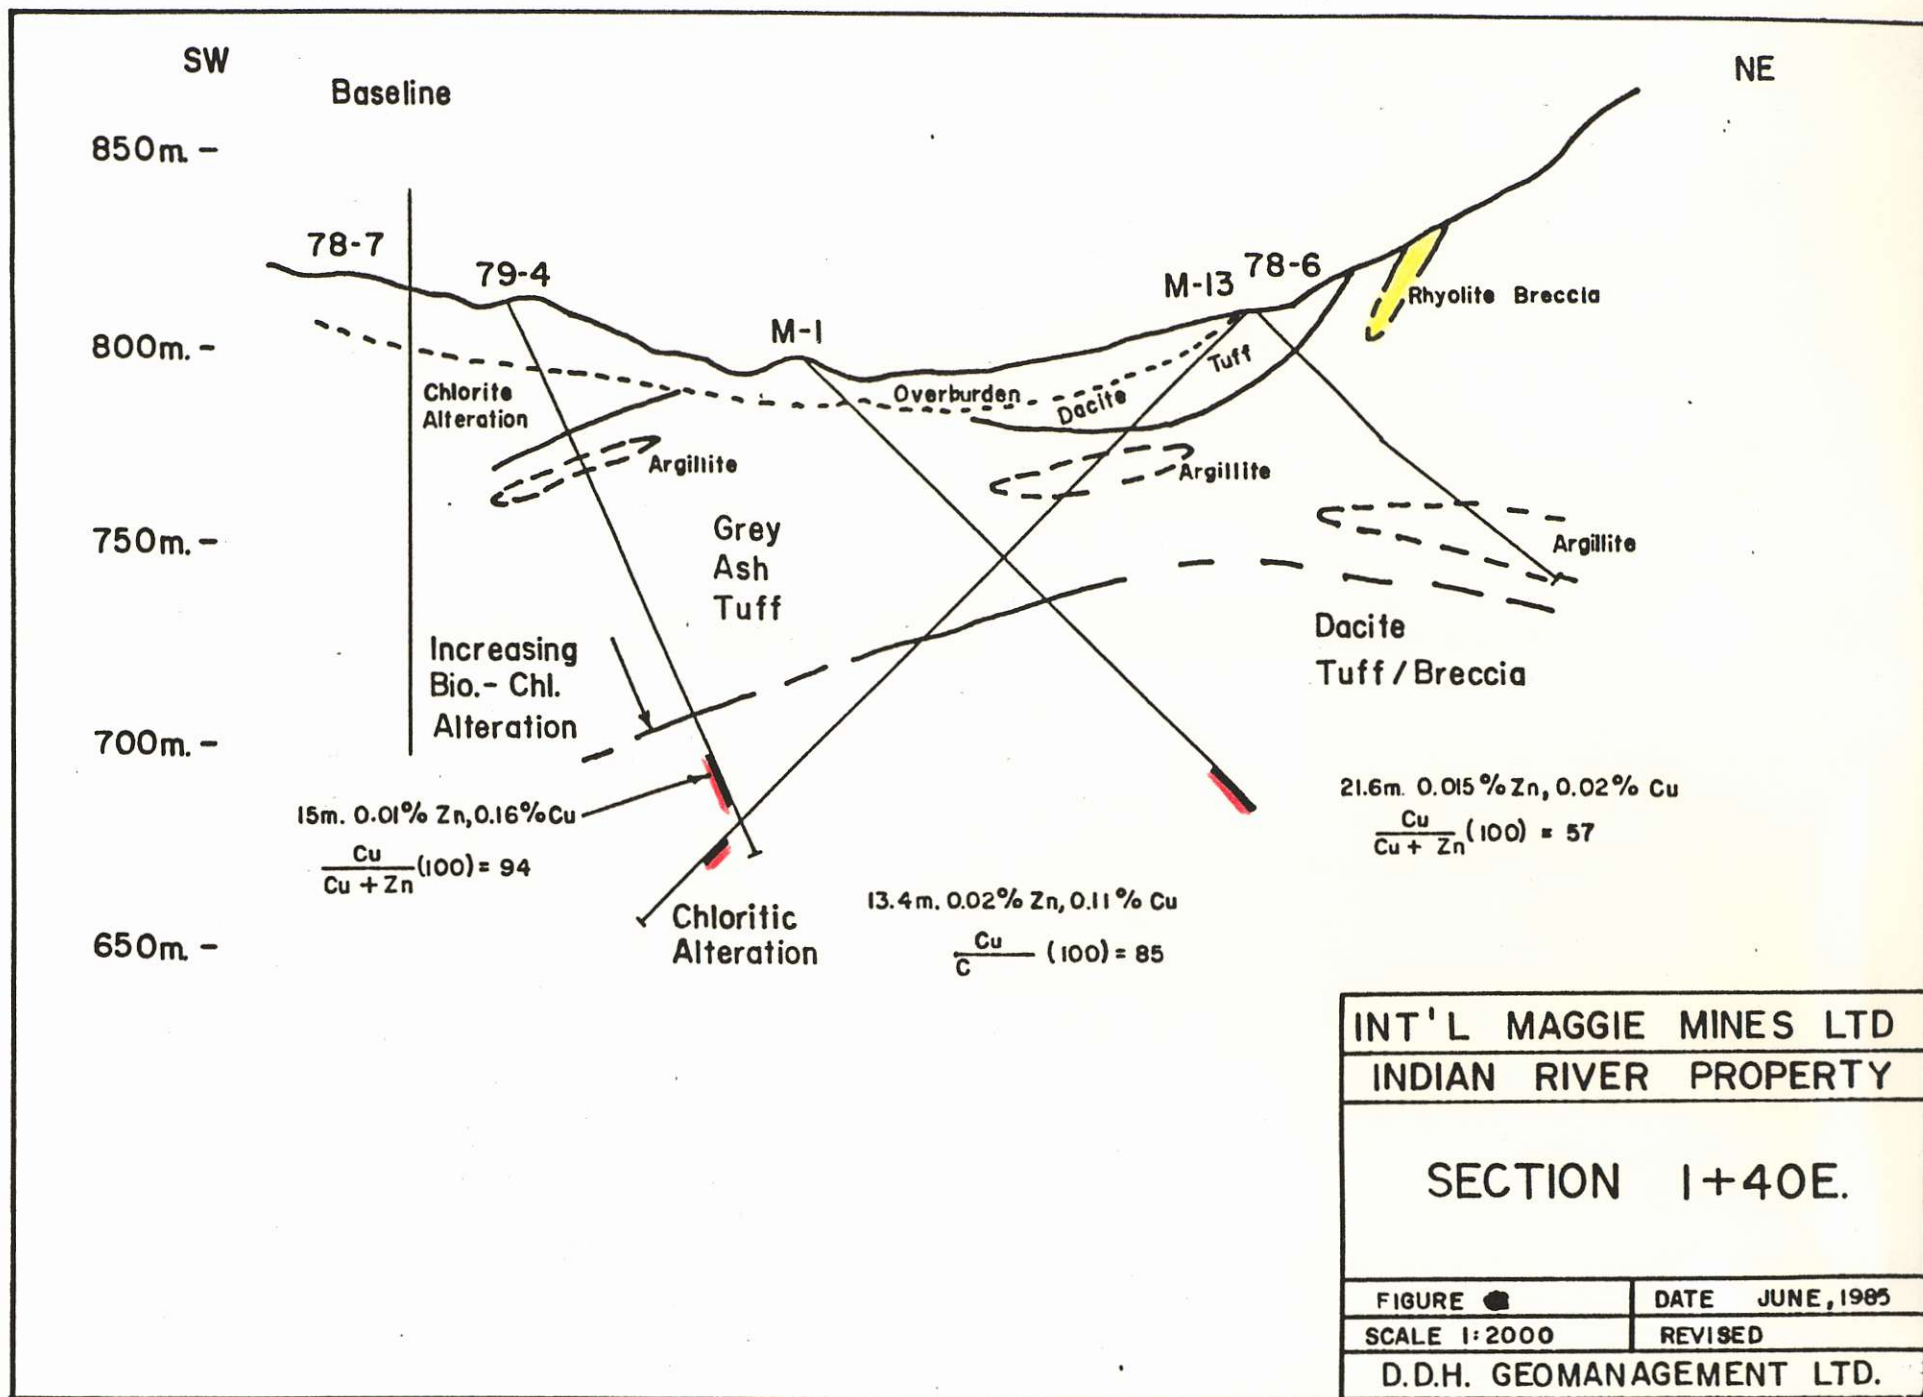 SW
NE
Baseline
850m. -
78-7
79-4
M-1
M-13
78-6
Rhyolite Breccia
800m. -
Tuff
Dacite
Overburden
Chlorite
Alteration
Argillite
Argillite
750m. -
Grey
Ash
Tuff
Argillite
Dacite
Tuff / Breccia
Increasing
Bio. - Chl.
Alteration
700m. -
15m. 0.01% Zn, 0.16% Cu
Cu
Cu + Zn (100) = 94
21.6m. 0.015% Zn, 0.02% Cu
Cu
Cu + Zn (100) = 57
13.4m. 0.02% Zn, 0.11% Cu
Cu
C (100) = 85
Chloritic
Alteration
650m. -
INT'L MAGGIE MINES LTD
INDIAN RIVER PROPERTY
SECTION 1+40E.
FIGURE
DATE JUNE, 1985
SCALE 1:2000
REVISED
D.D.H. GEOMANAGEMENT LTD.